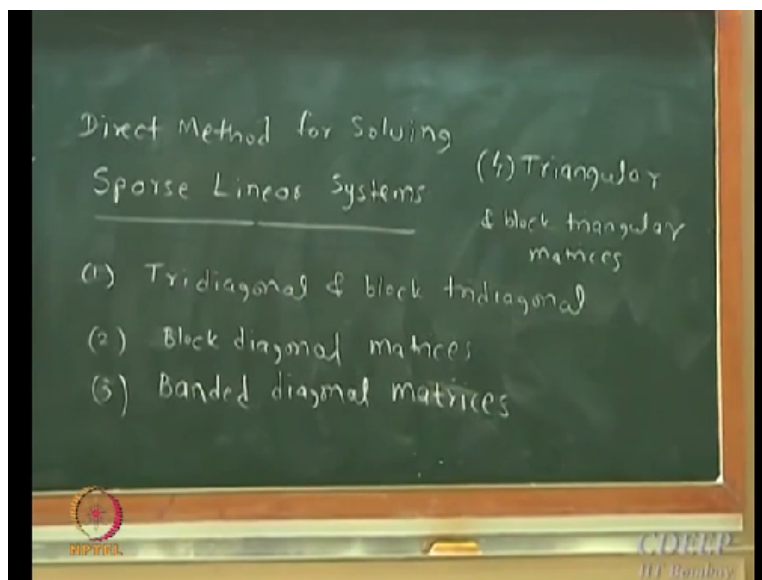 Direct Method for Solving
Sparse Linear Systems
(1) Tridiagonal & block tridiagonal
(2) Block diagonal matrices
(3) Banded diagonal matrices
(4) Triangular
& block triangular
matrices
NPTEL
CDEEP
IIT Bombay